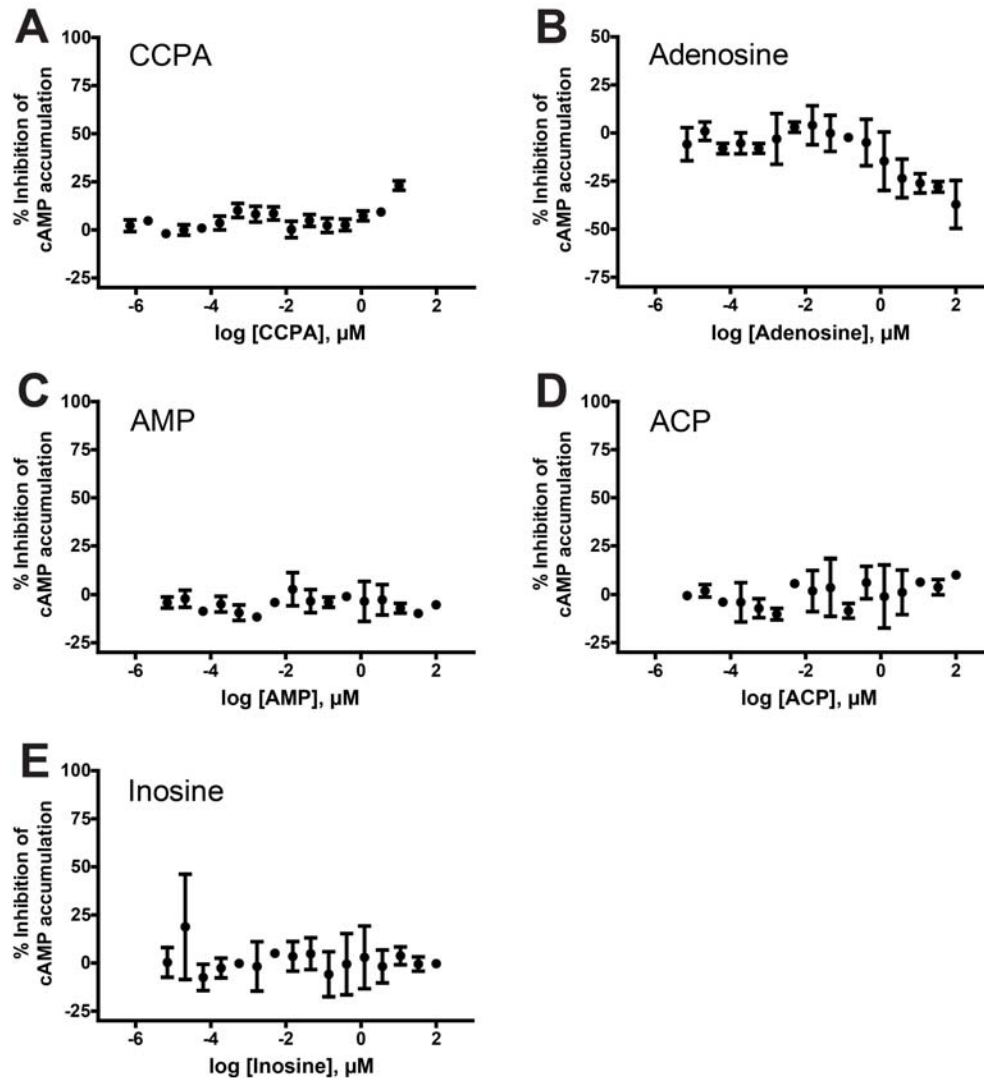 A
CCPA
% Inhibition of
cAMP accumulation
100
75
50
25
0
-25
-6 -4 -2 0 2
log [CCPA], µM
B
Adenosine
% Inhibition of
cAMP accumulation
50
25
0
-25
-50
-75
-6 -4 -2 0 2
log [Adenosine], µM
C
AMP
% Inhibition of
cAMP accumulation
100
75
50
25
0
-25
-6 -4 -2 0 2
log [AMP], µM
D
ACP
% Inhibition of
cAMP accumulation
100
75
50
25
0
-25
-6 -4 -2 0 2
log [ACP], µM
E
Inosine
% Inhibition of
cAMP accumulation
100
75
50
25
0
-25
-6 -4 -2 0 2
log [Inosine], µM